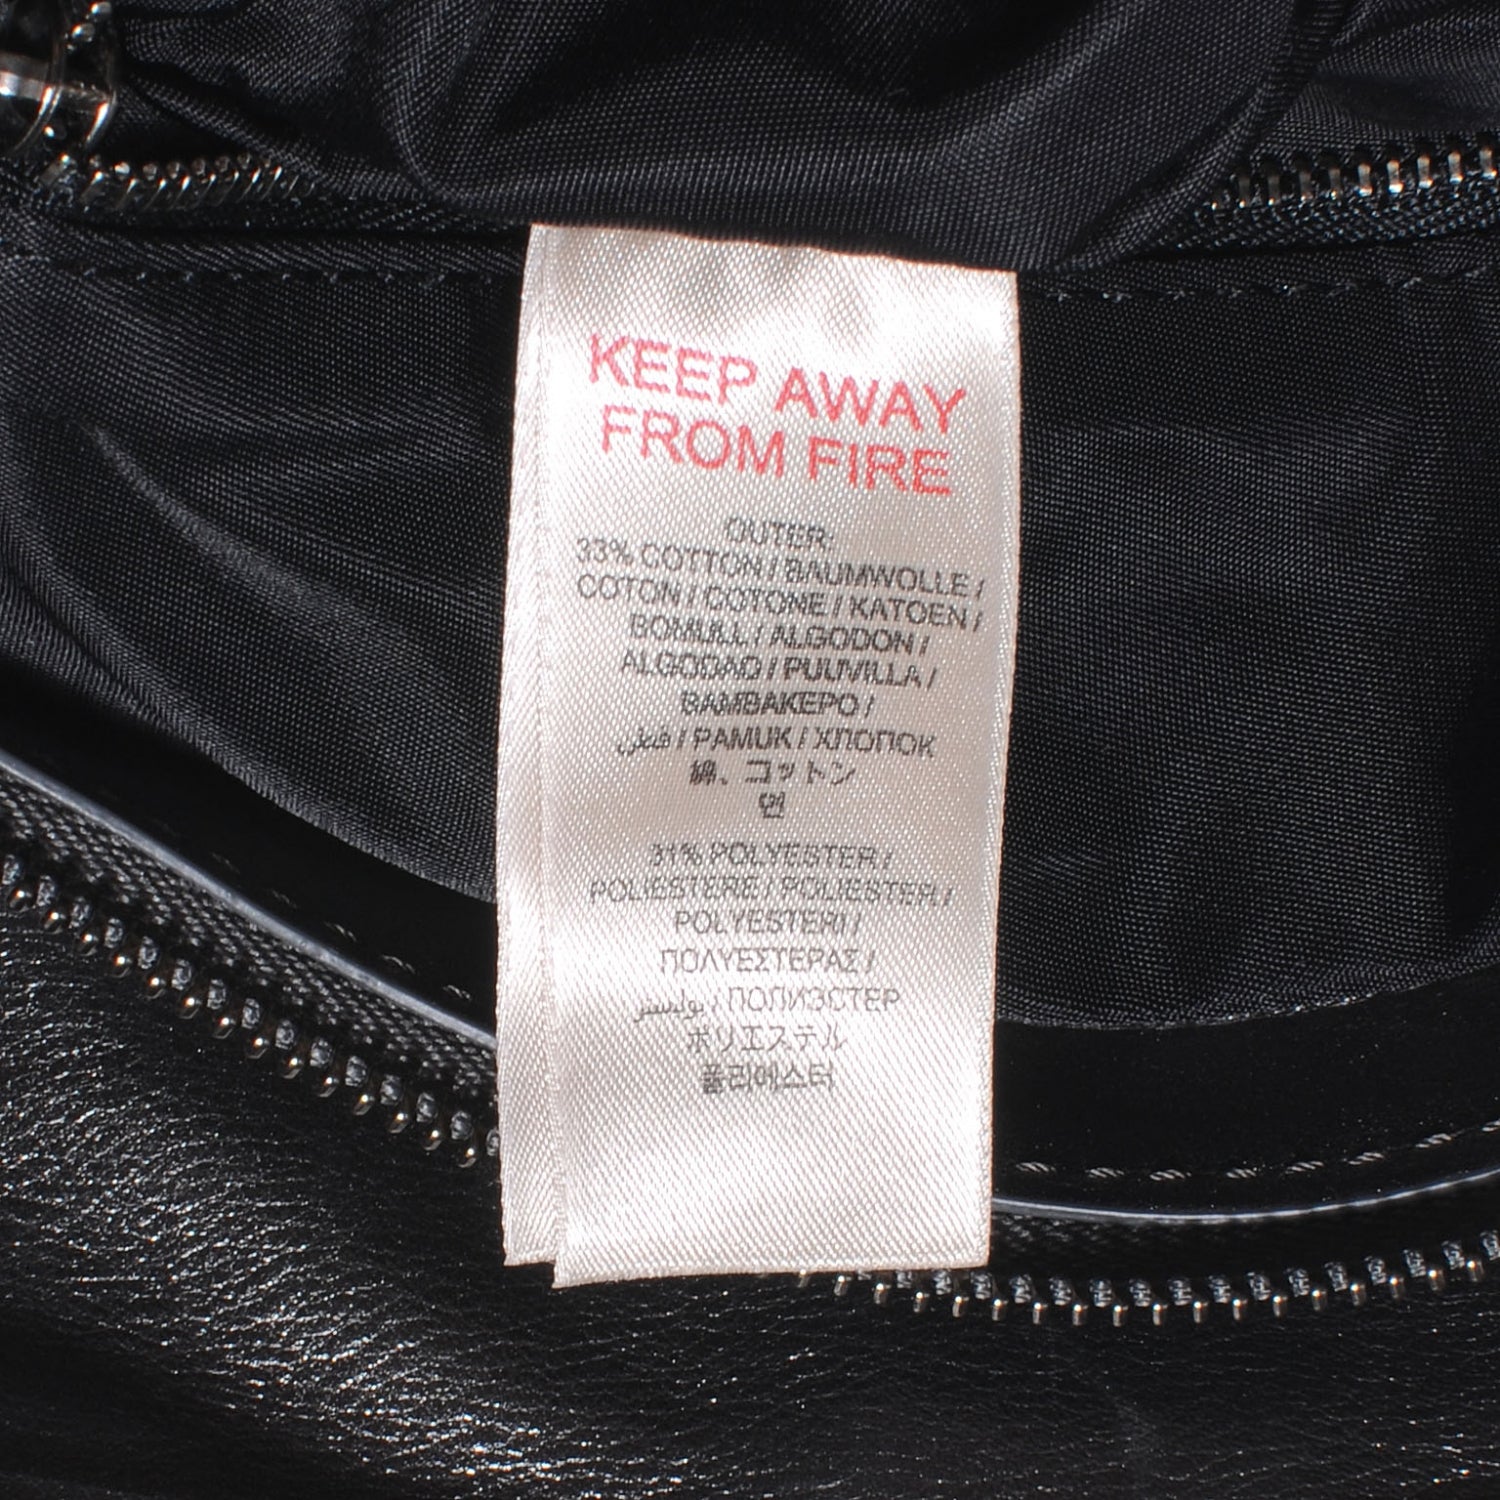 KEEP AWAY
FROM FIRE
OUTER:
33% COTTON / BAUMWOLLE /
COTON / COTONE / KATOEN /
BOMULL / ALGODON /
ALGODAO / PUUVILLA /
BAMBAKEPO /
قطن / PAMUK / ХЛОПОК
綿、コットン
면
31% POLYESTER /
POLIESTERE / POLIESTER /
POLYESTERI /
ΠΟΛΥΕΣΤΕΡΑΣ /
بوليستر / ПОЛИЭСТЕР
ポリエステル
폴리에스터